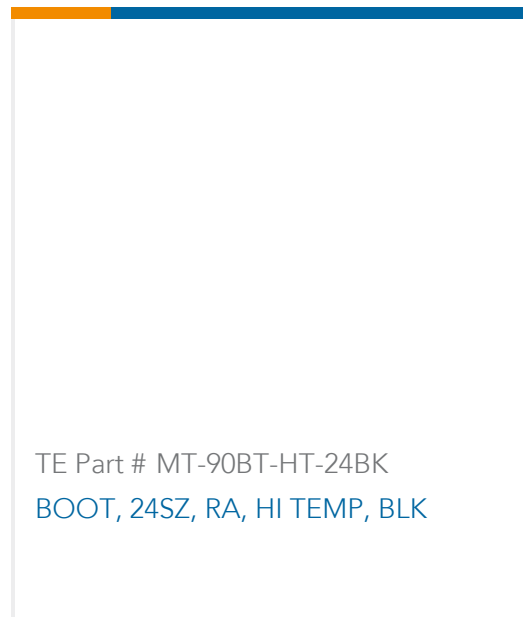 TE Part # MT-90BT-HT-24BK
BOOT, 24SZ, RA, HI TEMP, BLK